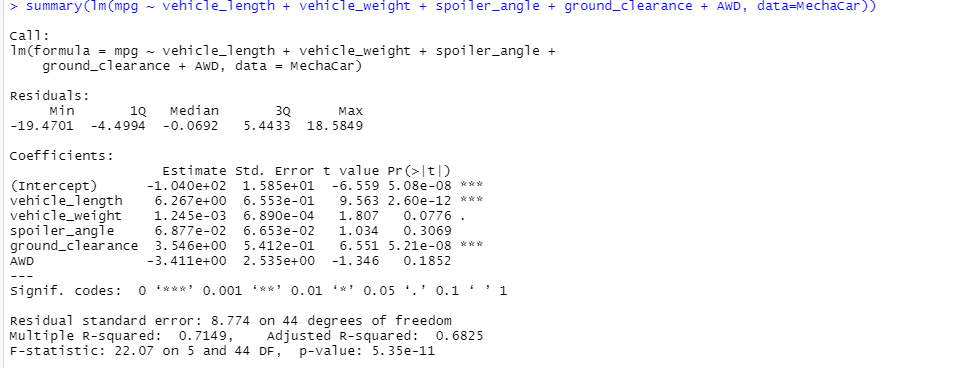 > summary(lm(mpg ~ vehicle_length + vehicle_weight + spoiler_angle + ground_clearance + AWD, data=MechaCar))
Call:
lm(formula = mpg ~ vehicle_length + vehicle_weight + spoiler_angle +
    ground_clearance + AWD, data = MechaCar)
Residuals:
     Min       1Q   Median       3Q      Max
-19.4701  -4.4994  -0.0692   5.4433  18.5849
Coefficients:
                   Estimate Std. Error t value Pr(>|t|)
(Intercept)      -1.040e+02  1.585e+01  -6.559 5.08e-08 ***
vehicle_length    6.267e+00  6.553e-01   9.563 2.60e-12 ***
vehicle_weight    1.245e-03  6.890e-04   1.807   0.0776 .
spoiler_angle     6.877e-02  6.653e-02   1.034   0.3069
ground_clearance  3.546e+00  5.412e-01   6.551 5.21e-08 ***
AWD              -3.411e+00  2.535e+00  -1.346   0.1852
---
Signif. codes:  0 ‘***’ 0.001 ‘**’ 0.01 ‘*’ 0.05 ‘.’ 0.1 ‘ ’ 1
Residual standard error: 8.774 on 44 degrees of freedom
Multiple R-squared:  0.7149,	Adjusted R-squared:  0.6825
F-statistic: 22.07 on 5 and 44 DF,  p-value: 5.35e-11